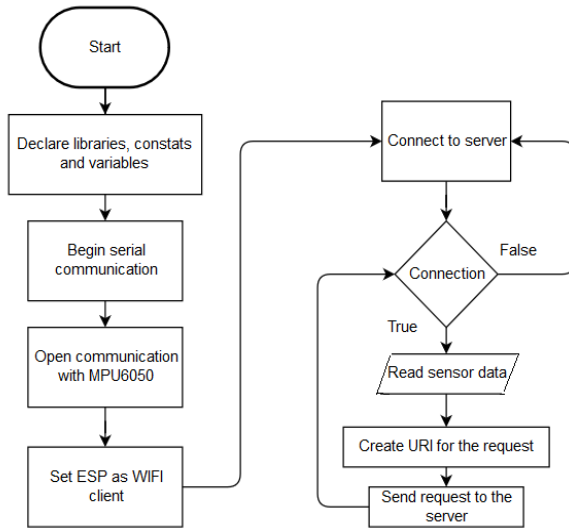 Start
Declare libraries, constats
and variables
Begin serial
communication
Open communication
with MPU6050
Set ESP as WIFI
client
Connect to server
Connection
False
True
Read sensor data
Create URI for the request
Send request to the
server